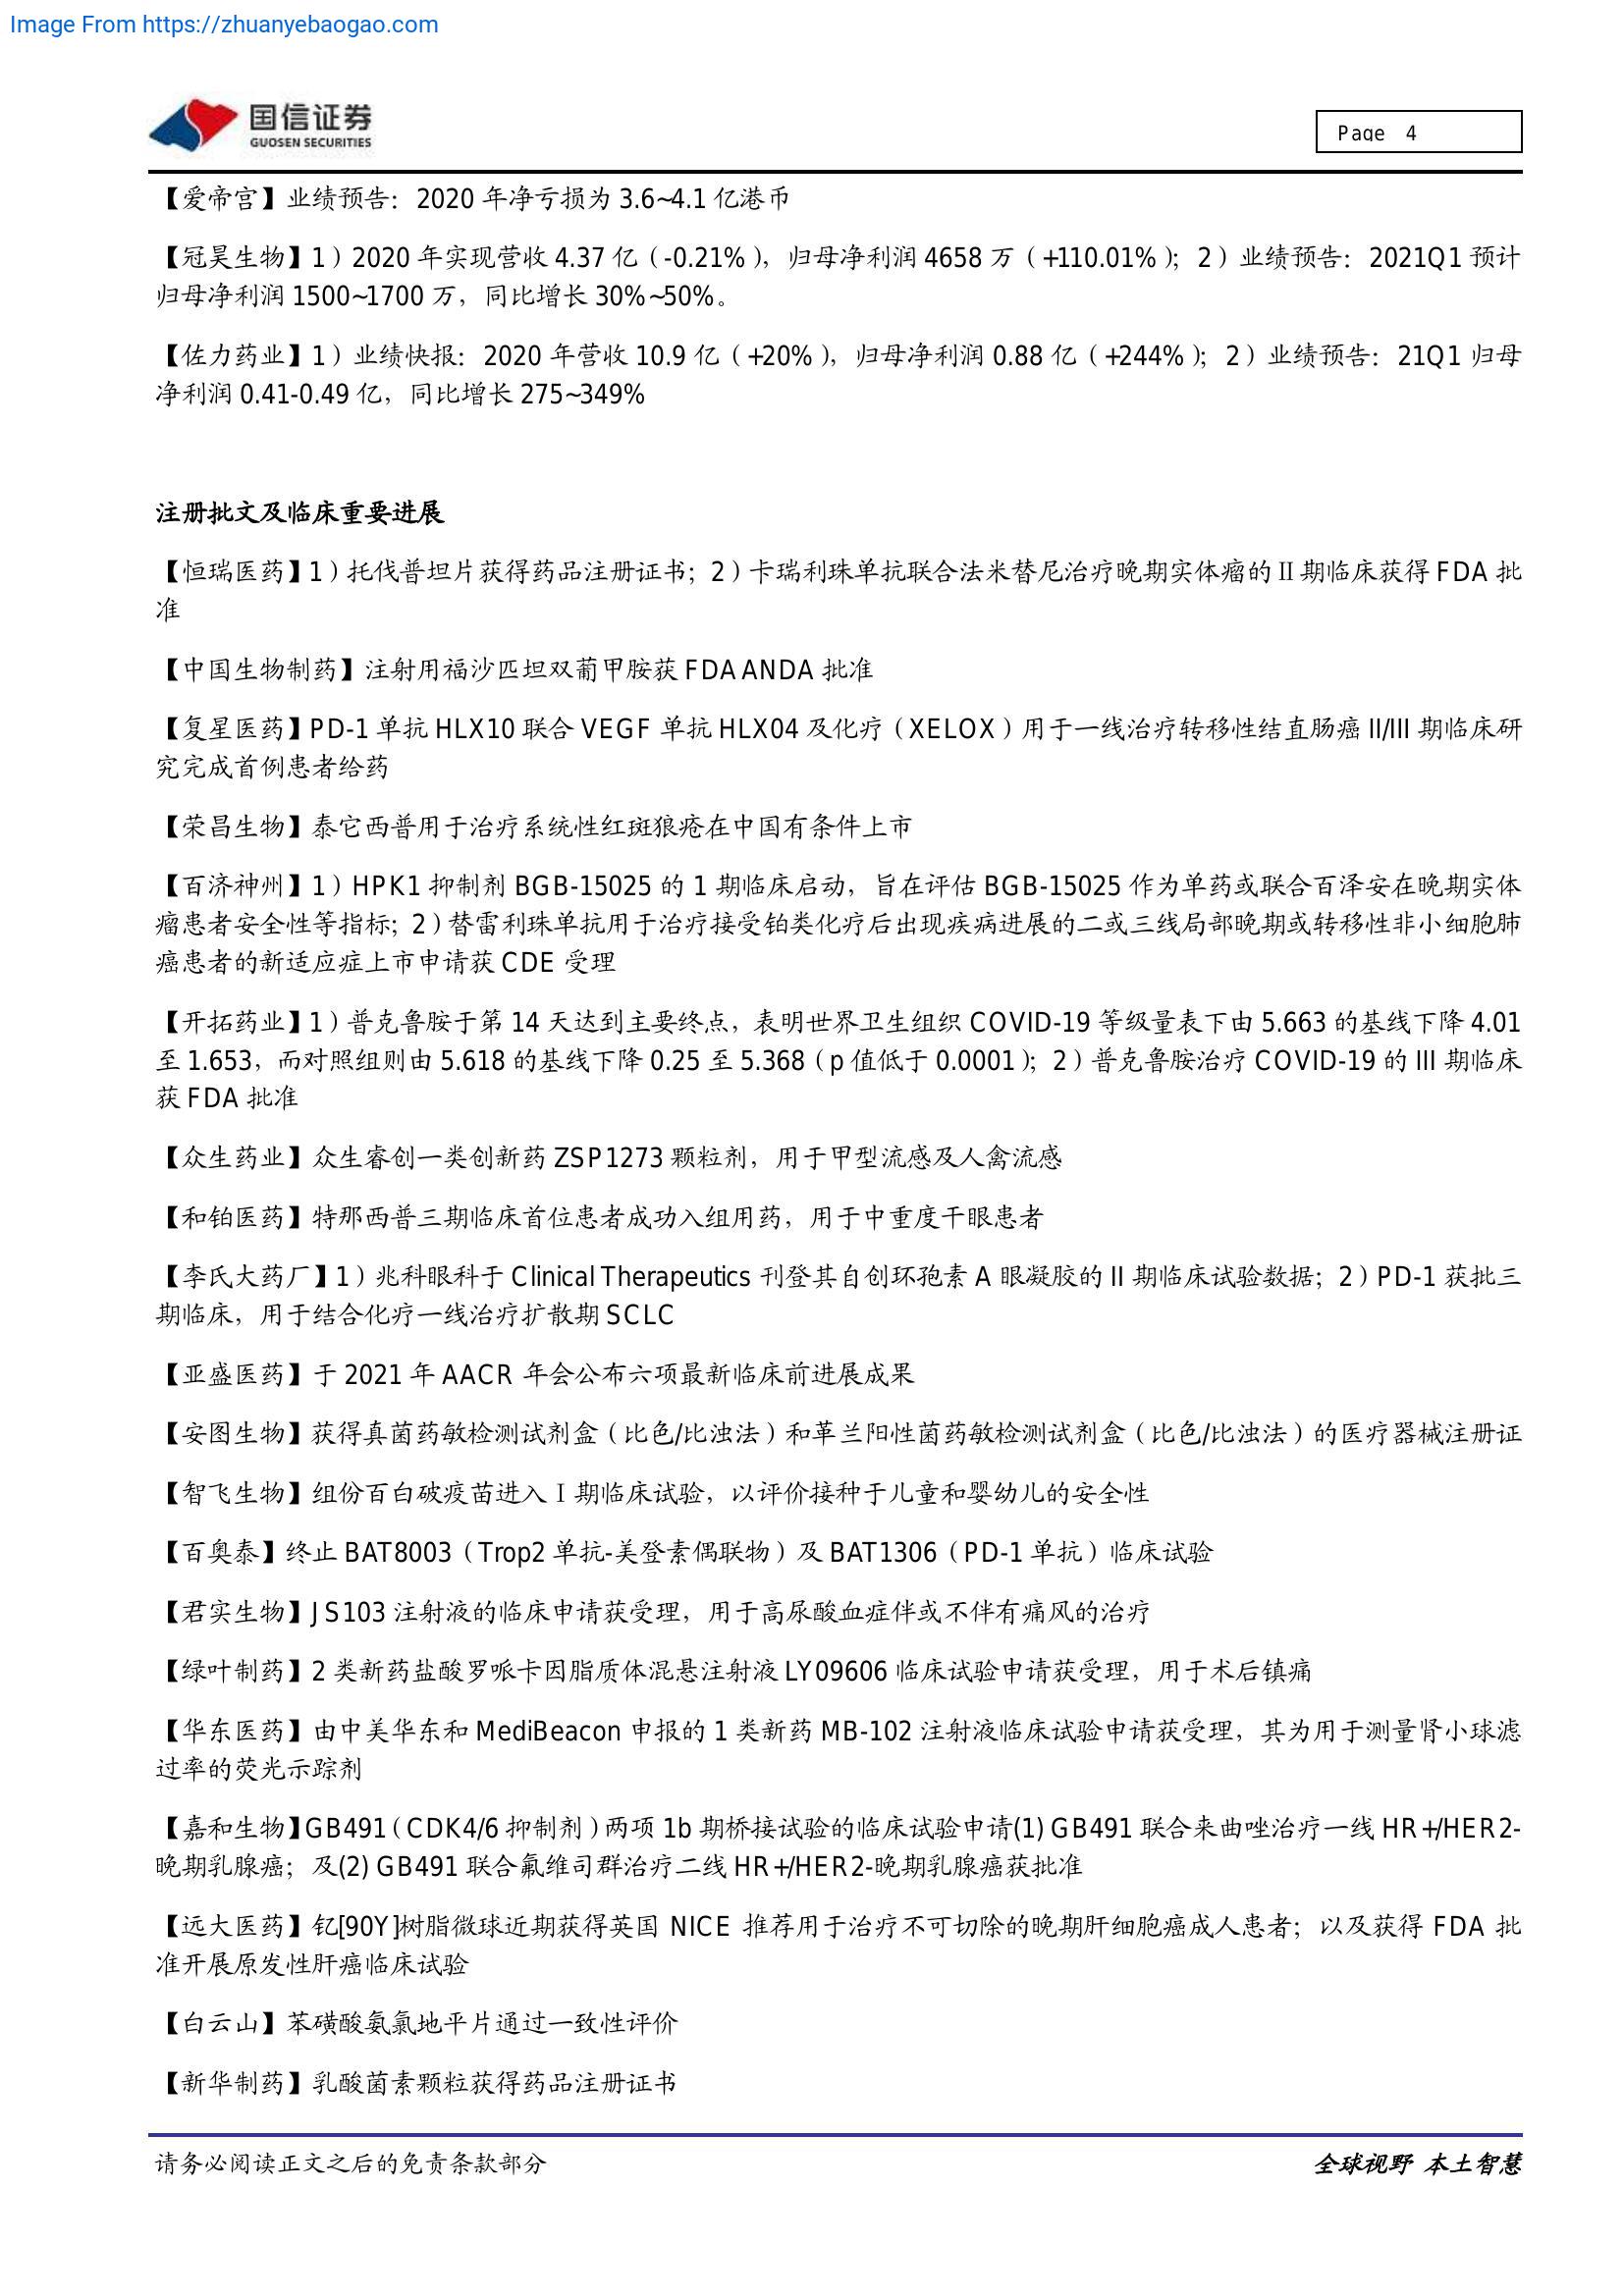 Image From https://zhuanyebaogao.com
国信证券
GUOSEN SECURITIES
Page 4
【爱帝宫】业绩预告：2020 年净亏损为 3.6~4.1 亿港币
【冠昊生物】1）2020 年实现营收 4.37 亿（-0.21%），归母净利润 4658 万（+110.01%）；2）业绩预告：2021Q1 预计
归母净利润 1500~1700 万，同比增长 30%~50%。
【佐力药业】1）业绩快报：2020 年营收 10.9 亿（+20%），归母净利润 0.88 亿（+244%）；2）业绩预告：21Q1 归母
净利润 0.41-0.49 亿，同比增长 275~349%
注册批文及临床重要进展
【恒瑞医药】1）托伐普坦片获得药品注册证书；2）卡瑞利珠单抗联合法米替尼治疗晚期实体瘤的Ⅱ期临床获得 FDA 批
准
【中国生物制药】注射用福沙匹坦双葡甲胺获 FDA ANDA 批准
【复星医药】PD-1 单抗 HLX10 联合 VEGF 单抗 HLX04 及化疗（XELOX）用于一线治疗转移性结直肠癌 II/III 期临床研
究完成首例患者给药
【荣昌生物】泰它西普用于治疗系统性红斑狼疮在中国有条件上市
【百济神州】1）HPK1 抑制剂 BGB-15025 的 1 期临床启动，旨在评估 BGB-15025 作为单药或联合百泽安在晚期实体
瘤患者安全性等指标；2）替雷利珠单抗用于治疗接受铂类化疗后出现疾病进展的二或三线局部晚期或转移性非小细胞肺
癌患者的新适应症上市申请获 CDE 受理
【开拓药业】1）普克鲁胺于第 14 天达到主要终点，表明世界卫生组织 COVID-19 等级量表下由 5.663 的基线下降 4.01
至 1.653，而对照组则由 5.618 的基线下降 0.25 至 5.368（p 值低于 0.0001）；2）普克鲁胺治疗 COVID-19 的 III 期临床
获 FDA 批准
【众生药业】众生睿创一类创新药 ZSP1273 颗粒剂，用于甲型流感及人禽流感
【和铂医药】特那西普三期临床首位患者成功入组用药，用于中重度干眼患者
【李氏大药厂】1）兆科眼科于 Clinical Therapeutics 刊登其自创环孢素 A 眼凝胶的 II 期临床试验数据；2）PD-1 获批三
期临床，用于结合化疗一线治疗扩散期 SCLC
【亚盛医药】于 2021 年 AACR 年会公布六项最新临床前进展成果
【安图生物】获得真菌药敏检测试剂盒（比色/比浊法）和革兰阳性菌药敏检测试剂盒（比色/比浊法）的医疗器械注册证
【智飞生物】组份百白破疫苗进入Ⅰ期临床试验，以评价接种于儿童和婴幼儿的安全性
【百奥泰】终止 BAT8003（Trop2 单抗-美登素偶联物）及 BAT1306（PD-1 单抗）临床试验
【君实生物】JS103 注射液的临床申请获受理，用于高尿酸血症伴或不伴有痛风的治疗
【绿叶制药】2 类新药盐酸罗哌卡因脂质体混悬注射液 LY09606 临床试验申请获受理，用于术后镇痛
【华东医药】由中美华东和 MediBeacon 申报的 1 类新药 MB-102 注射液临床试验申请获受理，其为用于测量肾小球滤
过率的荧光示踪剂
【嘉和生物】GB491（CDK4/6 抑制剂）两项 1b 期桥接试验的临床试验申请(1) GB491 联合来曲唑治疗一线 HR+/HER2-
晚期乳腺癌；及(2) GB491 联合氟维司群治疗二线 HR+/HER2-晚期乳腺癌获批准
【远大医药】钇[90Y]树脂微球近期获得英国 NICE 推荐用于治疗不可切除的晚期肝细胞癌成人患者；以及获得 FDA 批
准开展原发性肝癌临床试验
【白云山】苯磺酸氨氯地平片通过一致性评价
【新华制药】乳酸菌素颗粒获得药品注册证书
请务必阅读正文之后的免责条款部分
全球视野 本土智慧